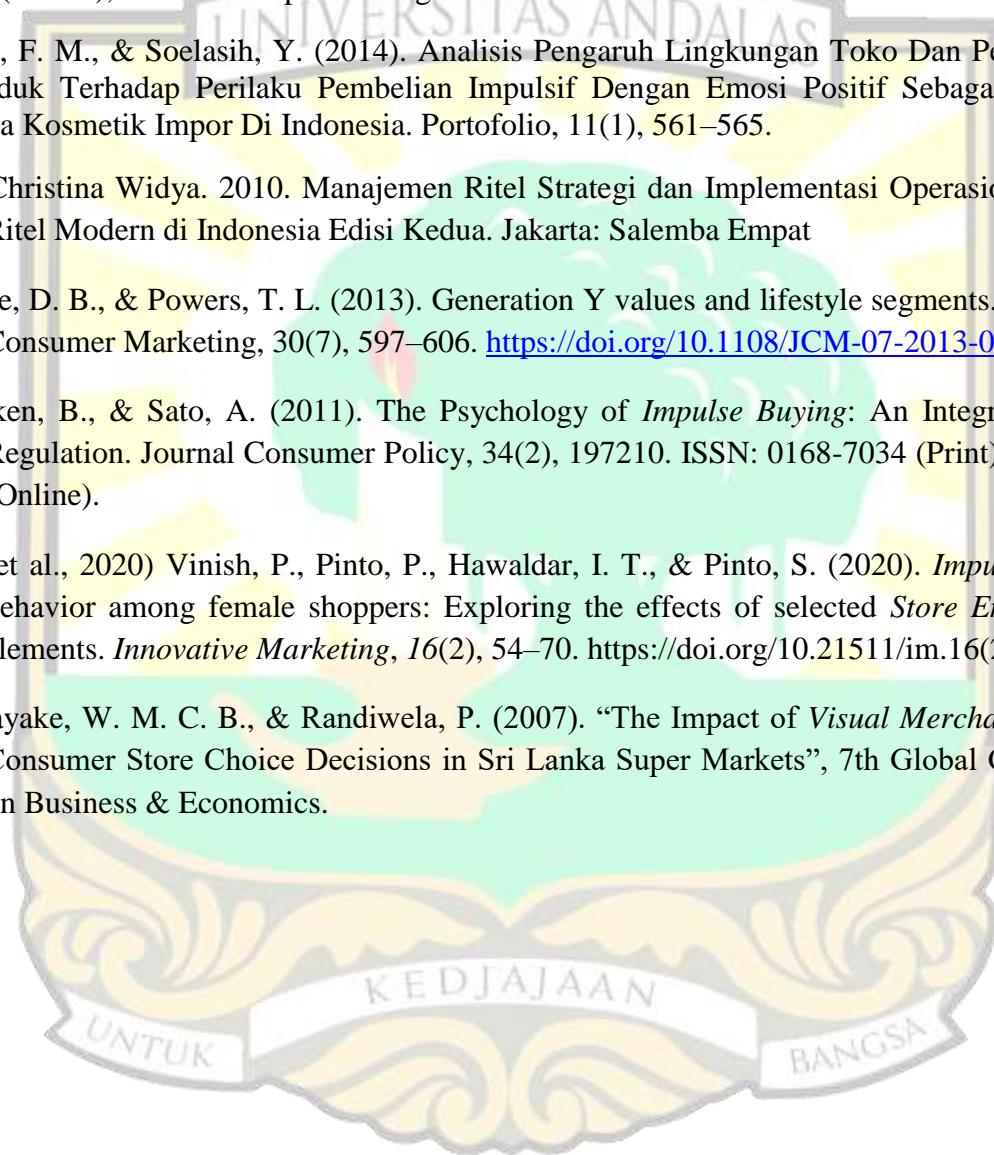 UNIVERSITAS ANDALAS
, F. M., & Soelasih, Y. (2014). Analisis Pengaruh Lingkungan Toko Dan Pe
duk Terhadap Perilaku Pembelian Impulsif Dengan Emosi Positif Sebaga
a Kosmetik Impor Di Indonesia. Portofolio, 11(1), 561–565.
Christina Widya. 2010. Manajemen Ritel Strategi dan Implementasi Operasio
Ritel Modern di Indonesia Edisi Kedua. Jakarta: Salemba Empat
e, D. B., & Powers, T. L. (2013). Generation Y values and lifestyle segments.
Consumer Marketing, 30(7), 597–606. https://doi.org/10.1108/JCM-07-2013-0
ken, B., & Sato, A. (2011). The Psychology of Impulse Buying: An Integr
Regulation. Journal Consumer Policy, 34(2), 197210. ISSN: 0168-7034 (Print)
Online).
et al., 2020) Vinish, P., Pinto, P., Hawaldar, I. T., & Pinto, S. (2020). Impu
ehavior among female shoppers: Exploring the effects of selected Store En
lements. Innovative Marketing, 16(2), 54–70. https://doi.org/10.21511/im.16(2
ayake, W. M. C. B., & Randiwela, P. (2007). “The Impact of Visual Mercha
Consumer Store Choice Decisions in Sri Lanka Super Markets”, 7th Global C
n Business & Economics.
KEDJAJAAN
UNTUK
BANGSA